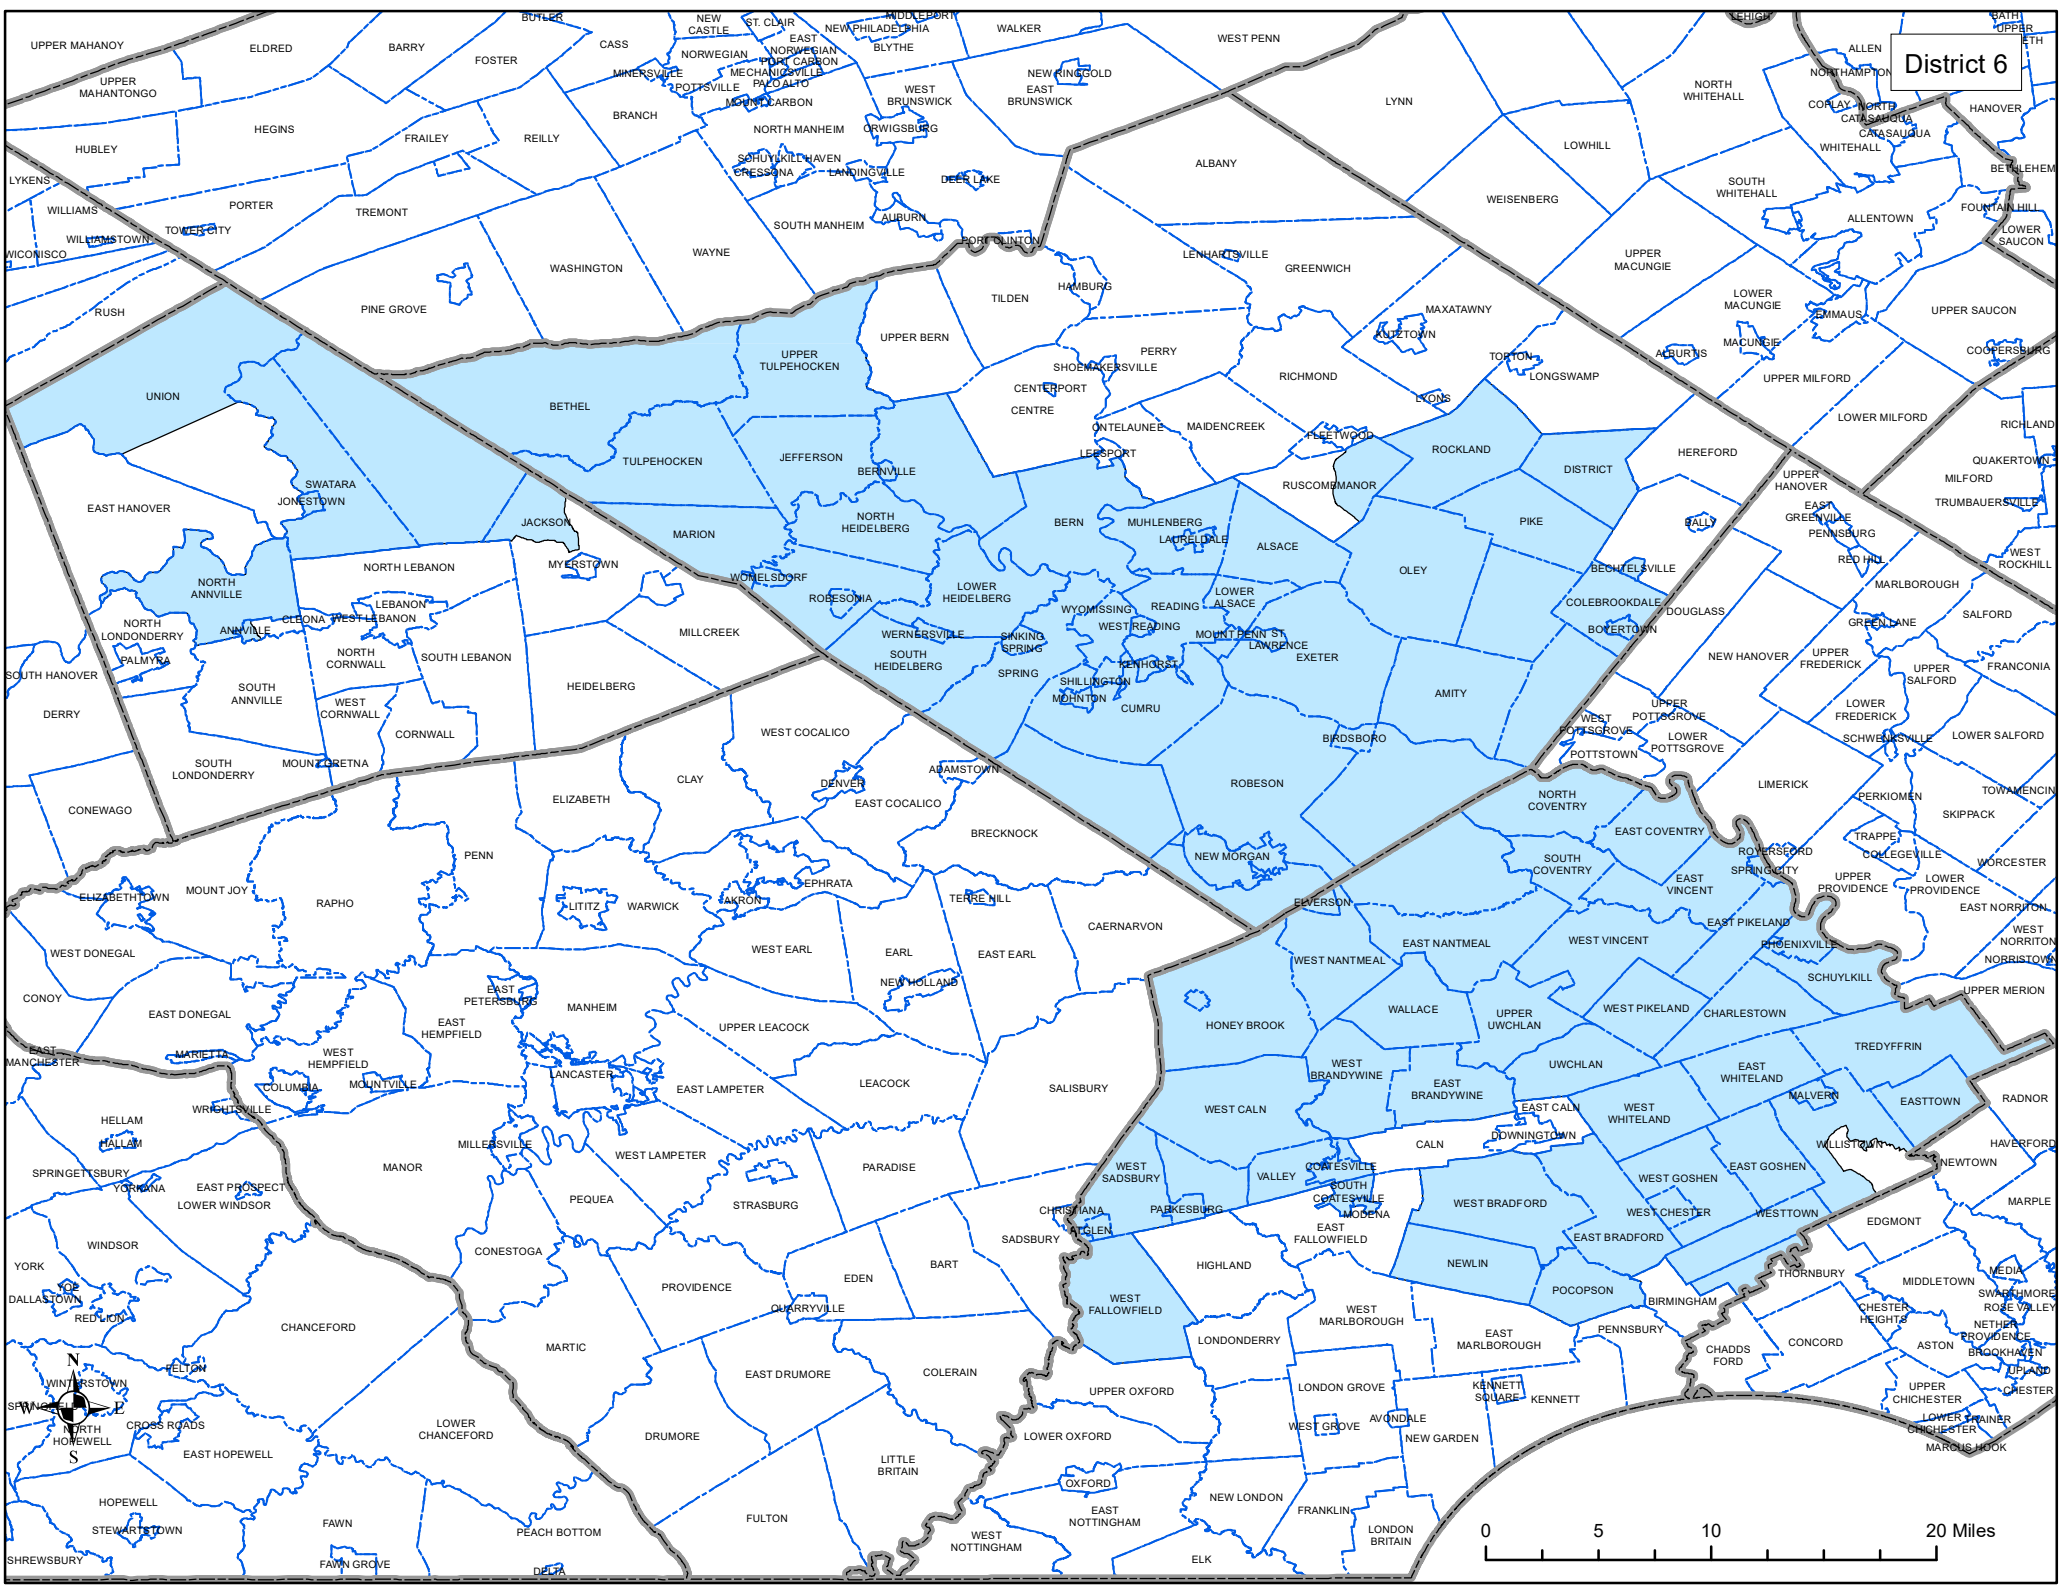 District 6
BUTLER
NEW
CASTLE
ST. CLAIR
MIDDLEPORT
NEW PHILADELPHIA
WALKER
WEST PENN
LEHIGH
BATH
UPPER
UPPER MAHANOY
ELDRED
BARRY
FOSTER
CASS
NORWEGIAN
EAST
NORWEGIAN
PORT CARBON
BLYTHE
ALLEN
MINERSVILLE
MECHANICSVILLE
PALO ALTO
POTTSVILLE
MOUNT CARBON
NEW RINGGOLD
EAST
BRUNSWICK
WEST
BRUNSWICK
UPPER
MAHANTONGO
NORTHAMPTON
NORTH
WHITEHALL
LYNN
COPLAY
NORTH
CATASAUQUA
CATASAUQUA
HANOVER
HEGINS
FRAILEY
REILLY
BRANCH
NORTH MANHEIM
ORWIGSBURG
HUBLEY
LOWHILL
WHITEHALL
SCHUYLKILL HAVEN
CRESSONA
LANDINGVILLE
DEER LAKE
ALBANY
BETHLEHEM
LYKENS
SOUTH
WHITEHALL
WEISENBERG
WILLIAMS
PORTER
TREMONT
FOUNTAIN HILL
ALLENTOWN
AUBURN
SOUTH MANHEIM
WILLIAMSTOWN
TOWER CITY
PORT CLINTON
LOWER
SAUCON
WICONISCO
WAYNE
WASHINGTON
LENHARTSVILLE
GREENWICH
UPPER
MACUNGIE
HAMBURG
TILDEN
RUSH
PINE GROVE
MAXATAWNY
LOWER
MACUNGIE
EMMAUS
UPPER SAUCON
UPPER BERN
KUTZTOWN
MACUNGIE
ALBURTIS
COOPERSBURG
UPPER
TULPEHOCKEN
PERRY
SHOEMAKERSVILLE
TOPTON
LONGSWAMP
RICHMOND
UPPER MILFORD
CENTERPORT
CENTRE
UNION
BETHEL
LYONS
LOWER MILFORD
RICHLAND
ONTELAUNEE
MAIDENCREEK
FLEETWOOD
LEESPORT
ROCKLAND
HEREFORD
TULPEHOCKEN
JEFFERSON
BERNVILLE
DISTRICT
QUAKERTOWN
MILFORD
UPPER
HANOVER
SWATARA
JONESTOWN
RUSCOMBMANOR
TRUMBAUERSVILLE
EAST HANOVER
JACKSON
NORTH
HEIDELBERG
BERN
MUHLENBERG
LAURELDALE
ALSACE
PIKE
BALLY
EAST
GREENVILLE
PENNSBURG
MARION
RED HILL
WEST
ROCKHILL
NORTH LEBANON
MYERSTOWN
OLEY
BECHTELSVILLE
MARLBOROUGH
NORTH
ANNVILLE
WOMELSDORF
ROBESONIA
LOWER
HEIDELBERG
LOWER
ALSACE
COLEBROOKDALE
DOUGLASS
LEBANON
CLEONA
WEST LEBANON
WYOMISSING
READING
WEST READING
SALFORD
GREEN LANE
NORTH
LONDONDERRY
ANNVILLE
MILLCREEK
WERNERSVILLE
SINKING
SPRING
MOUNT PENN
ST.
LAWRENCE
EXETER
BOYERTOWN
PALMYRA
NORTH
CORNWALL
SOUTH LEBANON
SOUTH
HEIDELBERG
SPRING
KENHORST
SHILLINGTON
MOHNTON
CUMRU
NEW HANOVER
UPPER
FREDERICK
UPPER
SALFORD
FRANCONIA
SOUTH HANOVER
HEIDELBERG
SOUTH
ANNVILLE
WEST
CORNWALL
AMITY
DERRY
LOWER
FREDERICK
WEST
POTTSGROVE
UPPER
POTTSGROVE
LOWER
POTTSGROVE
CORNWALL
WEST COCALICO
BIRDSBORO
SCHWENKSVILLE
LOWER SALFORD
POTTSTOWN
SOUTH
LONDONDERRY
MOUNT GRETNA
CLAY
DENVER
ADAMSTOWN
ROBESON
LIMERICK
TOWAMENCIN
CONEWAGO
ELIZABETH
EAST COCALICO
NORTH
COVENTRY
PERKIOMEN
SKIPPACK
BRECKNOCK
EAST COVENTRY
TRAPPE
COLLEGEVILLE
PENN
NEW MORGAN
SOUTH
COVENTRY
ROYERSFORD
SPRING CITY
WORCESTER
ELIZABETHTOWN
MOUNT JOY
RAPHO
LITITZ
WARWICK
AKRON
EPHRATA
TERRE HILL
ELVERSON
EAST
VINCENT
UPPER
PROVIDENCE
LOWER
PROVIDENCE
EAST NORRITON
CAERNARVON
EAST PIKELAND
WEST DONEGAL
WEST EARL
EARL
EAST EARL
WEST NANTMEAL
EAST NANTMEAL
WEST VINCENT
PHOENIXVILLE
WEST
NORRITON
NORRISTOWN
CONOY
EAST DONEGAL
EAST
PETERSBURG
MANHEIM
NEW HOLLAND
SCHUYLKILL
UPPER MERION
EAST
HEMPFIELD
UPPER LEACOCK
HONEY BROOK
WALLACE
UPPER
UWCHLAN
WEST PIKELAND
CHARLESTOWN
EAST
MANCHESTER
MARIETTA
WEST
HEMPFIELD
COLUMBIA
MOUNTVILLE
LANCASTER
EAST LAMPETER
LEACOCK
SALISBURY
WEST
BRANDYWINE
EAST
BRANDYWINE
UWCHLAN
EAST
WHITELAND
TREDYFFRIN
HELLAM
HALLAM
WRIGHTSVILLE
WEST CALN
EAST CALN
WEST
WHITELAND
MALVERN
EASTTOWN
RADNOR
MILLERSVILLE
WEST LAMPETER
CALN
DOWNINGTOWN
WILLISTOWN
HAVERFORD
SPRINGETTSBURY
YORKANA
EAST PROSPECT
LOWER WINDSOR
MANOR
PEQUEA
STRASBURG
PARADISE
WEST
SADSBURY
VALLEY
COATESVILLE
SOUTH
COATESVILLE
MODENA
WEST BRADFORD
WEST GOSHEN
EAST GOSHEN
NEWTOWN
MARPLE
CHRISTIANA
PARKESBURG
WEST CHESTER
WESTTOWN
EDGMONT
ATGLEN
WINDSOR
CONESTOGA
SADSBURY
EAST
FALLOWFIELD
EAST BRADFORD
YORK
YOE
DALLASTOWN
RED LION
PROVIDENCE
EDEN
BART
HIGHLAND
NEWLIN
THORNBURY
MIDDLETOWN
MEDIA
SWARTHMORE
ROSE VALLEY
QUARRYVILLE
WEST
FALLOWFIELD
POCOPSON
BIRMINGHAM
CHESTER
HEIGHTS
NETHER
PROVIDENCE
BROOKHAVEN
CHANCEFORD
MARTIC
LONDONDERRY
WEST
MARLBOROUGH
EAST
MARLBOROUGH
PENNSBURY
CHADDS
FORD
CONCORD
ASTON
UPLAND
N
FELTON
WINTERSTOWN
EAST DRUMORE
COLERAIN
UPPER OXFORD
LONDON GROVE
KENNETT
SQUARE
KENNETT
UPPER
CHICHESTER
CHESTER
W
E
CROSS ROADS
NORTH
HOPEWELL
S
LOWER
CHANCEFORD
DRUMORE
LOWER OXFORD
WEST GROVE
AVONDALE
NEW GARDEN
LOWER
CHICHESTER
TRAINER
MARCUS HOOK
EAST HOPEWELL
LITTLE
BRITAIN
OXFORD
HOPEWELL
STEWARTSTOWN
FAWN
PEACH BOTTOM
FULTON
WEST
NOTTINGHAM
EAST
NOTTINGHAM
NEW LONDON
FRANKLIN
LONDON
BRITAIN
SHREWSBURY
FAWN GROVE
DELTA
ELK
0 5 10 20 Miles